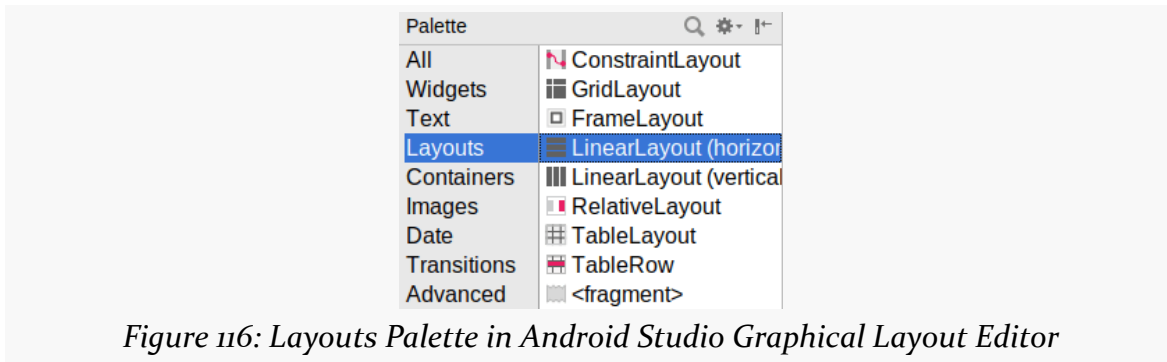 Palette
All
ConstraintLayout
Widgets
GridLayout
Text
FrameLayout
Layouts
LinearLayout (horizon
Containers
LinearLayout (vertical
Images
RelativeLayout
Date
TableLayout
Transitions
TableRow
Advanced
<fragment>
Figure 116: Layouts Palette in Android Studio Graphical Layout Editor